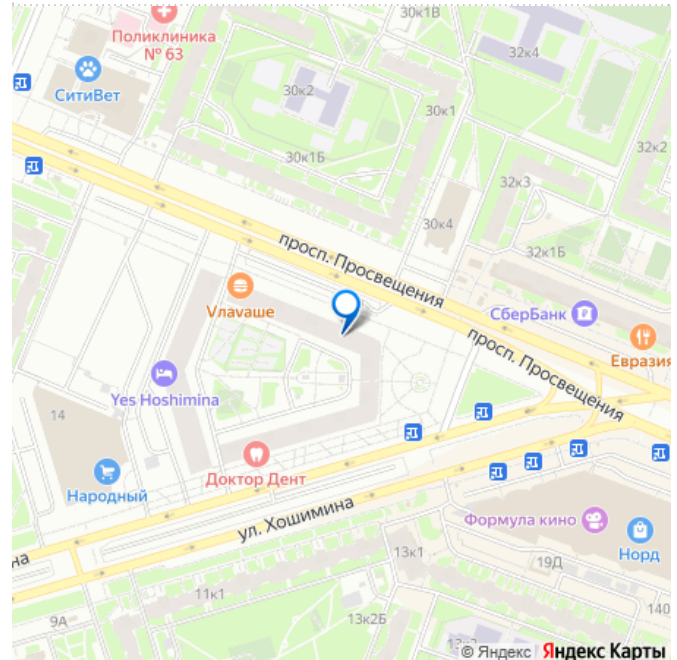 30к1В
Поликлиника
№ 63
32к4
СитиВет
30к2
30к1
32к2
30к1Б
32к3
30к4
просп. Просвещения
32к1Б
Vлаvаше
СберБанк
просп. Просвещения
Евразия
Yes Hoshimina
14
Доктор Дент
Народный
ул. Хошимина
Формула кино
Норд
на
13к1
19Д
11к1
140
9А
13к2Б
© Яндекс Яндекс Карты